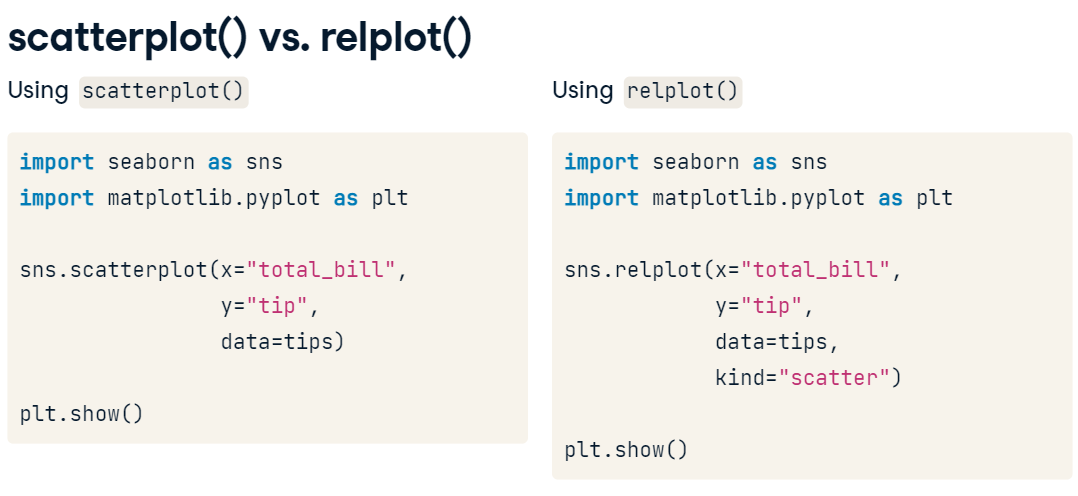 scatterplot() vs. relplot()
Using scatterplot()
import seaborn as sns
import matplotlib.pyplot as plt
sns.scatterplot(x="total_bill",
                y="tip",
                data=tips)
plt.show()
Using relplot()
import seaborn as sns
import matplotlib.pyplot as plt
sns.relplot(x="total_bill",
            y="tip",
            data=tips,
            kind="scatter")
plt.show()